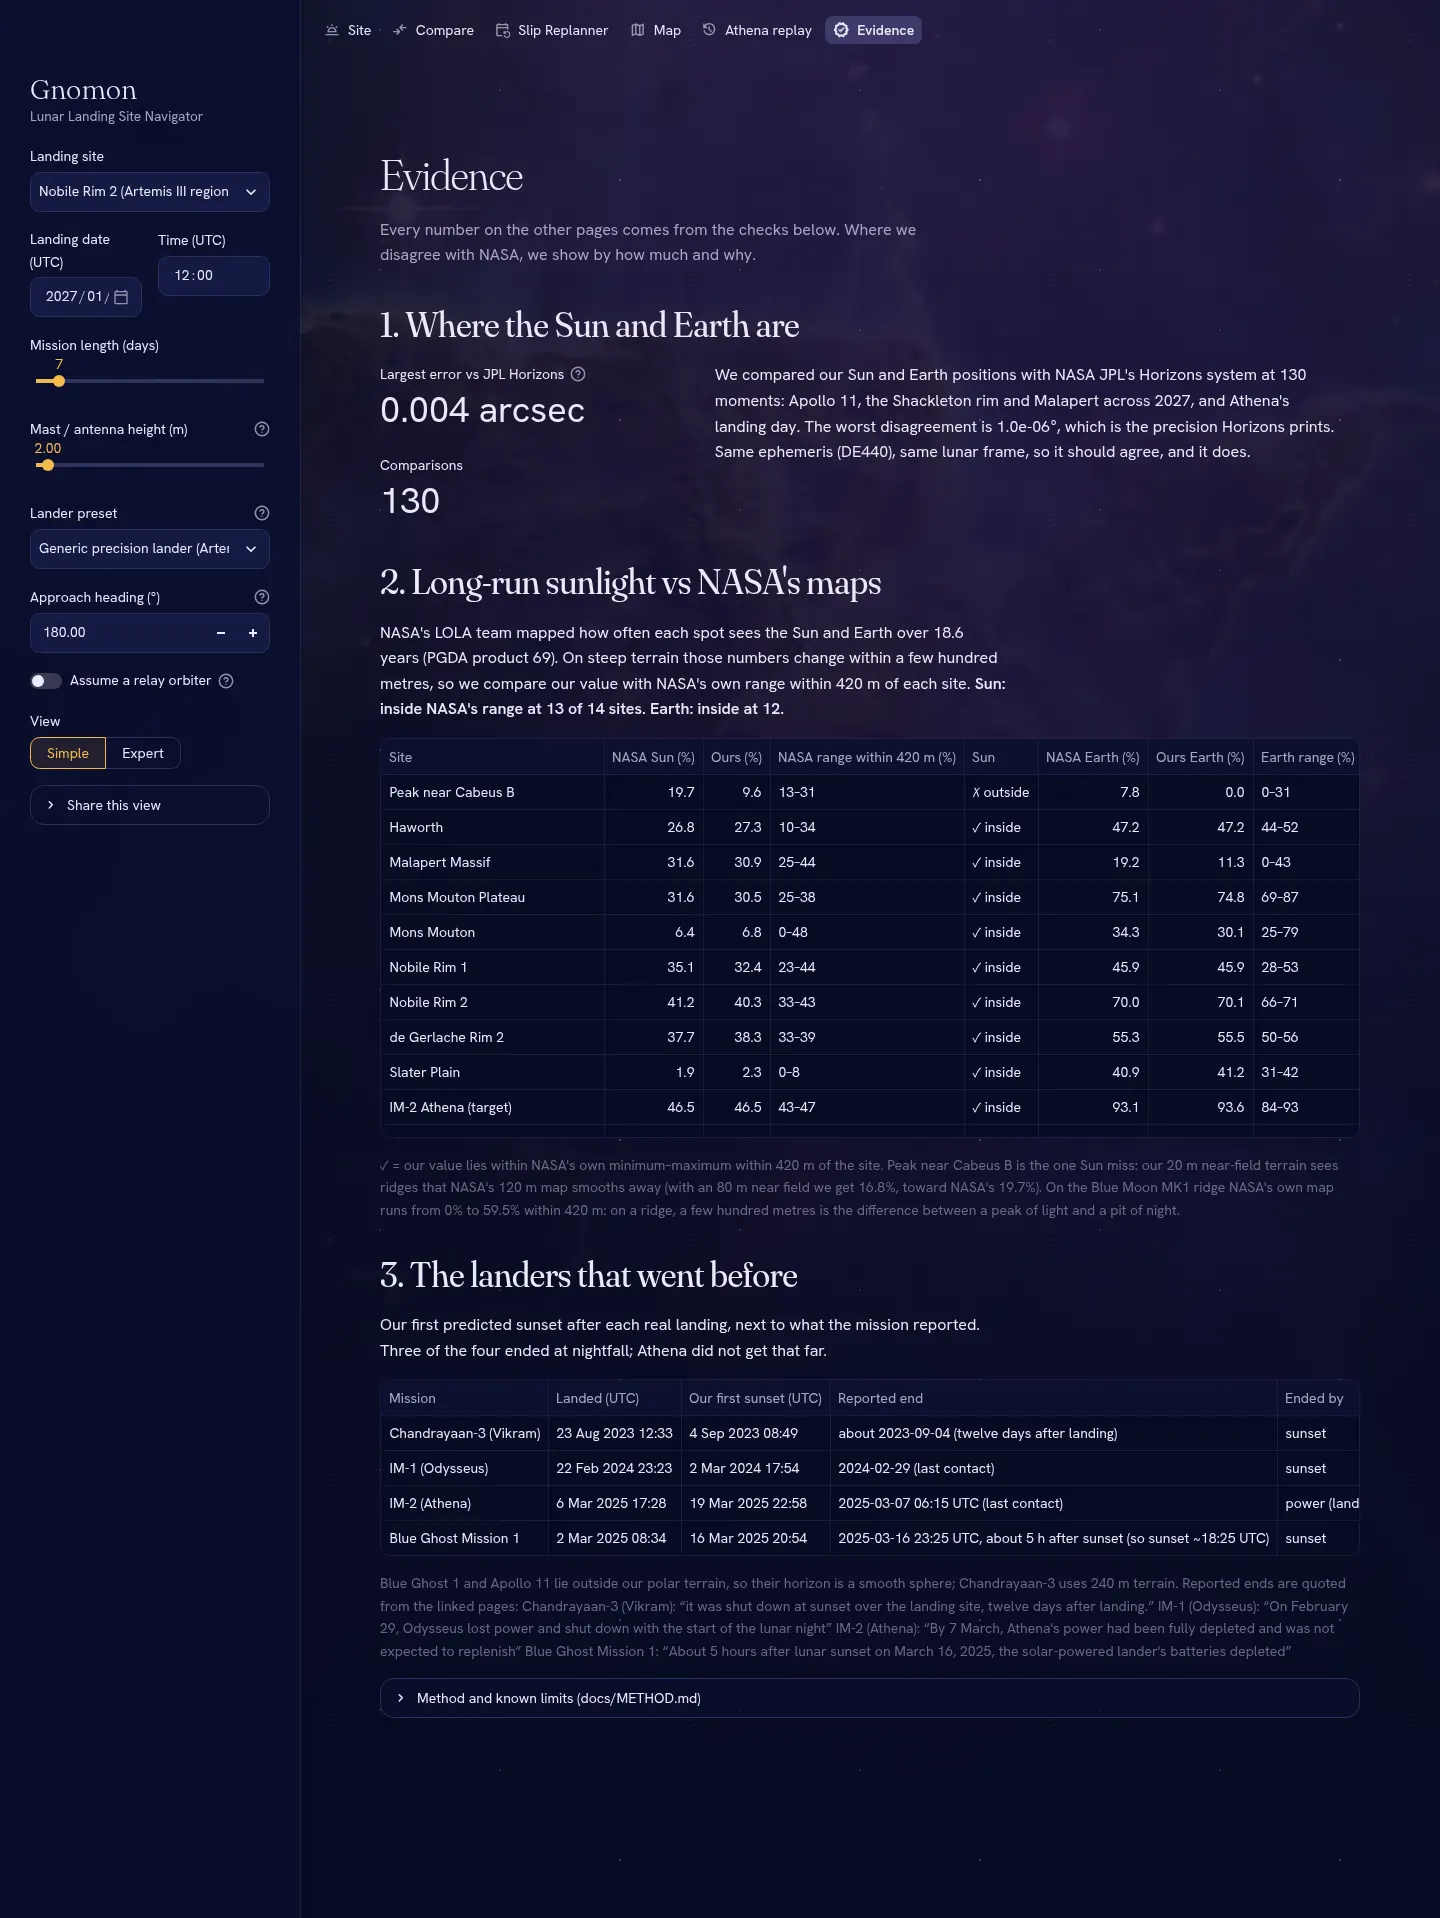 Site
Compare
Slip Replanner
Map
Athena replay
Evidence
Gnomon
Lunar Landing Site Navigator
Landing site
Nobile Rim 2 (Artemis III region
Landing date (UTC)
2027/01/
Time (UTC)
12:00
Mission length (days)
7
Mast / antenna height (m)
2.00
Lander preset
Generic precision lander (Arte
Approach heading (°)
180.00
Assume a relay orbiter
View
Simple Expert
Share this view
Evidence
Every number on the other pages comes from the checks below. Where we
disagree with NASA, we show by how much and why.
1. Where the Sun and Earth are
Largest error vs JPL Horizons
0.004 arcsec
Comparisons
130
We compared our Sun and Earth positions with NASA JPL's Horizons system at 130
moments: Apollo 11, the Shackleton rim and Malapert across 2027, and Athena's
landing day. The worst disagreement is 1.0e-06°, which is the precision Horizons prints.
Same ephemeris (DE440), same lunar frame, so it should agree, and it does.
2. Long-run sunlight vs NASA's maps
NASA's LOLA team mapped how often each spot sees the Sun and Earth over 18.6
years (PGDA product 69). On steep terrain those numbers change within a few hundred
metres, so we compare our value with NASA's own range within 420 m of each site. Sun:
inside NASA's range at 13 of 14 sites. Earth: inside at 12.
Site NASA Sun (%) Ours (%) NASA range within 420 m (%) Sun NASA Earth (%) Ours Earth (%) Earth range (%)
Peak near Cabeus B 19.7 9.6 13–31 ✗ outside 7.8 0.0 0–31
Haworth 26.8 27.3 10–34 ✓ inside 47.2 47.2 44–52
Malapert Massif 31.6 30.9 25–44 ✓ inside 19.2 11.3 0–43
Mons Mouton Plateau 31.6 30.5 25–38 ✓ inside 75.1 74.8 69–87
Mons Mouton 6.4 6.8 0–48 ✓ inside 34.3 30.1 25–79
Nobile Rim 1 35.1 32.4 23–44 ✓ inside 45.9 45.9 28–53
Nobile Rim 2 41.2 40.3 33–43 ✓ inside 70.0 70.1 66–71
de Gerlache Rim 2 37.7 38.3 33–39 ✓ inside 55.3 55.5 50–56
Slater Plain 1.9 2.3 0–8 ✓ inside 40.9 41.2 31–42
IM-2 Athena (target) 46.5 46.5 43–47 ✓ inside 93.1 93.6 84–93
✓ = our value lies within NASA's own minimum–maximum within 420 m of the site. Peak near Cabeus B is the one Sun miss: our 20 m near-field terrain sees
ridges that NASA's 120 m map smooths away (with an 80 m near field we get 16.8%, toward NASA's 19.7%). On the Blue Moon MK1 ridge NASA's own map
runs from 0% to 59.5% within 420 m: on a ridge, a few hundred metres is the difference between a peak of light and a pit of night.
3. The landers that went before
Our first predicted sunset after each real landing, next to what the mission reported.
Three of the four ended at nightfall; Athena did not get that far.
Mission Landed (UTC) Our first sunset (UTC) Reported end Ended by
Chandrayaan-3 (Vikram) 23 Aug 2023 12:33 4 Sep 2023 08:49 about 2023-09-04 (twelve days after landing) sunset
IM-1 (Odysseus) 22 Feb 2024 23:23 2 Mar 2024 17:54 2024-02-29 (last contact) sunset
IM-2 (Athena) 6 Mar 2025 17:28 19 Mar 2025 22:58 2025-03-07 06:15 UTC (last contact) power (land
Blue Ghost Mission 1 2 Mar 2025 08:34 16 Mar 2025 20:54 2025-03-16 23:25 UTC, about 5 h after sunset (so sunset ~18:25 UTC) sunset
Blue Ghost 1 and Apollo 11 lie outside our polar terrain, so their horizon is a smooth sphere; Chandrayaan-3 uses 240 m terrain. Reported ends are quoted
from the linked pages: Chandrayaan-3 (Vikram): “it was shut down at sunset over the landing site, twelve days after landing.” IM-1 (Odysseus): “On February
29, Odysseus lost power and shut down with the start of the lunar night” IM-2 (Athena): “By 7 March, Athena's power had been fully depleted and was not
expected to replenish” Blue Ghost Mission 1: “About 5 hours after lunar sunset on March 16, 2025, the solar-powered lander's batteries depleted”
Method and known limits (docs/METHOD.md)